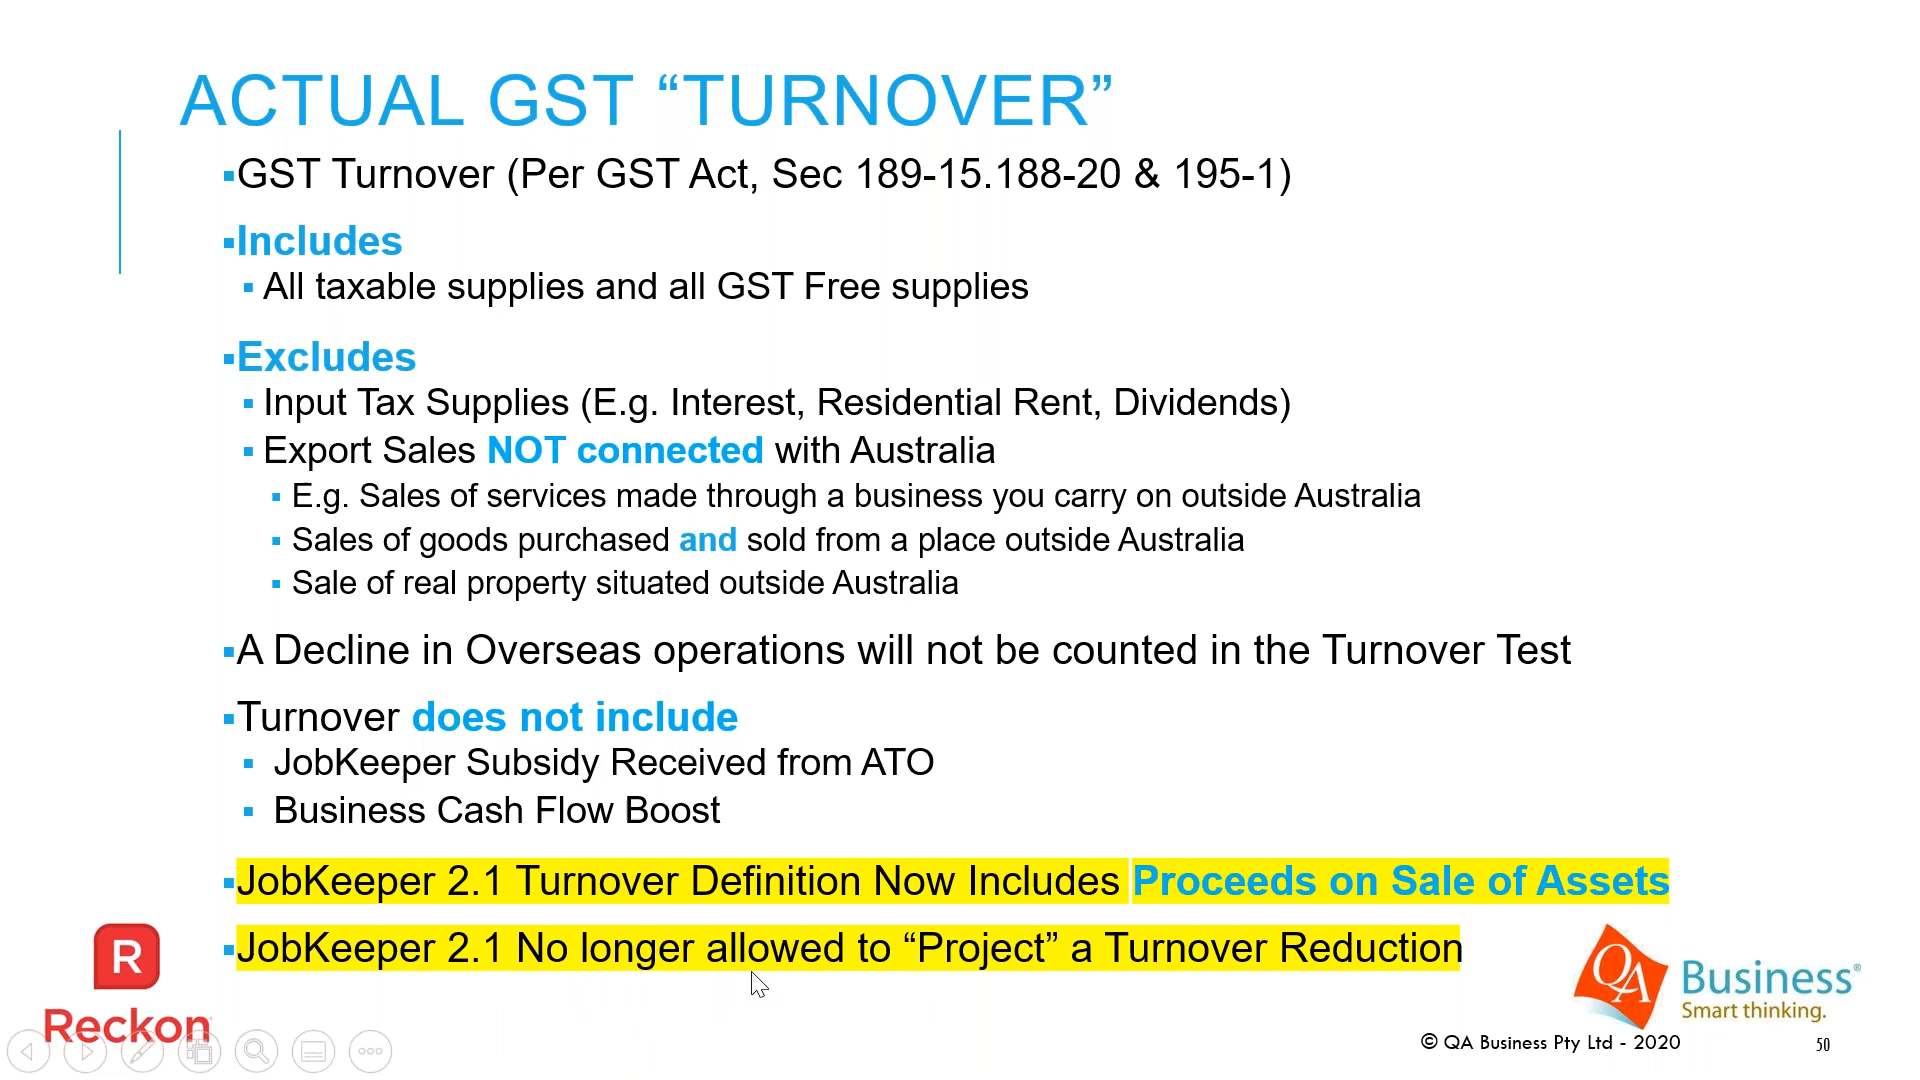 ACTUAL GST “TURNOVER”
▪GST Turnover (Per GST Act, Sec 189-15.188-20 & 195-1)
▪Includes
▪ All taxable supplies and all GST Free supplies
▪Excludes
▪ Input Tax Supplies (E.g. Interest, Residential Rent, Dividends)
▪ Export Sales NOT connected with Australia
▪ E.g. Sales of services made through a business you carry on outside Australia
▪ Sales of goods purchased and sold from a place outside Australia
▪ Sale of real property situated outside Australia
▪A Decline in Overseas operations will not be counted in the Turnover Test
▪Turnover does not include
▪ JobKeeper Subsidy Received from ATO
▪ Business Cash Flow Boost
▪JobKeeper 2.1 Turnover Definition Now Includes Proceeds on Sale of Assets
▪JobKeeper 2.1 No longer allowed to “Project” a Turnover Reduction
R
Reckon
QA Business®
Smart thinking.
© QA Business Pty Ltd - 2020
50